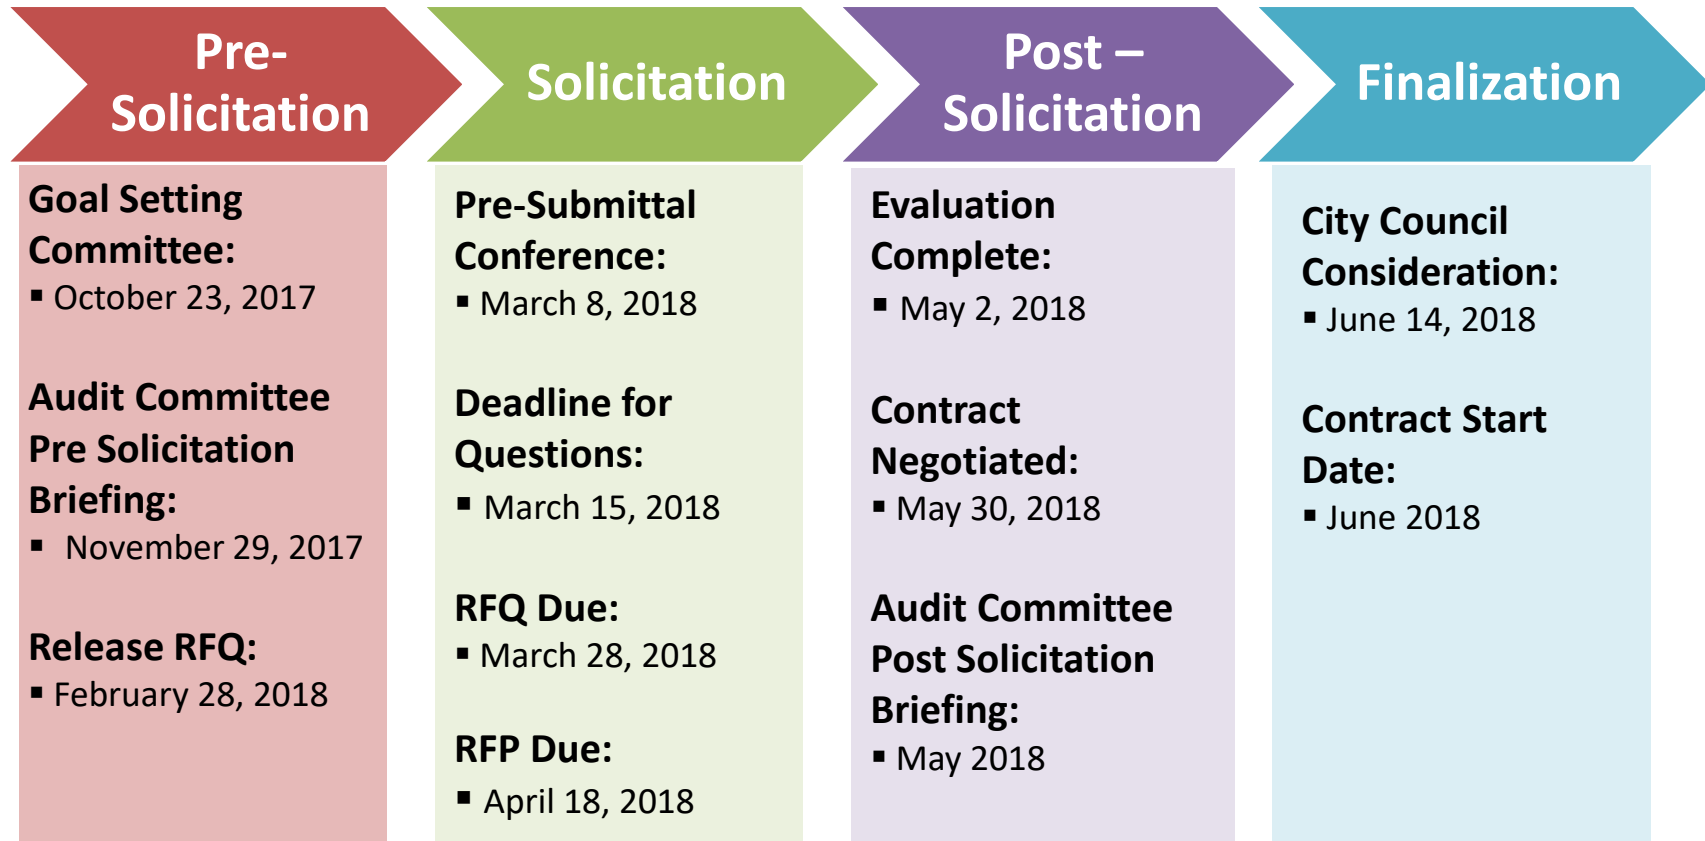 Pre-
Solicitation
Goal Setting
Committee:
▪ October 23, 2017
Audit Committee
Pre Solicitation
Briefing:
▪ November 29, 2017
Release RFQ:
▪ February 28, 2018
Solicitation
Pre-Submittal
Conference:
▪ March 8, 2018
Deadline for
Questions:
▪ March 15, 2018
RFQ Due:
▪ March 28, 2018
RFP Due:
▪ April 18, 2018
Post –
Solicitation
Evaluation
Complete:
▪ May 2, 2018
Contract
Negotiated:
▪ May 30, 2018
Audit Committee
Post Solicitation
Briefing:
▪ May 2018
Finalization
City Council
Consideration:
▪ June 14, 2018
Contract Start
Date:
▪ June 2018